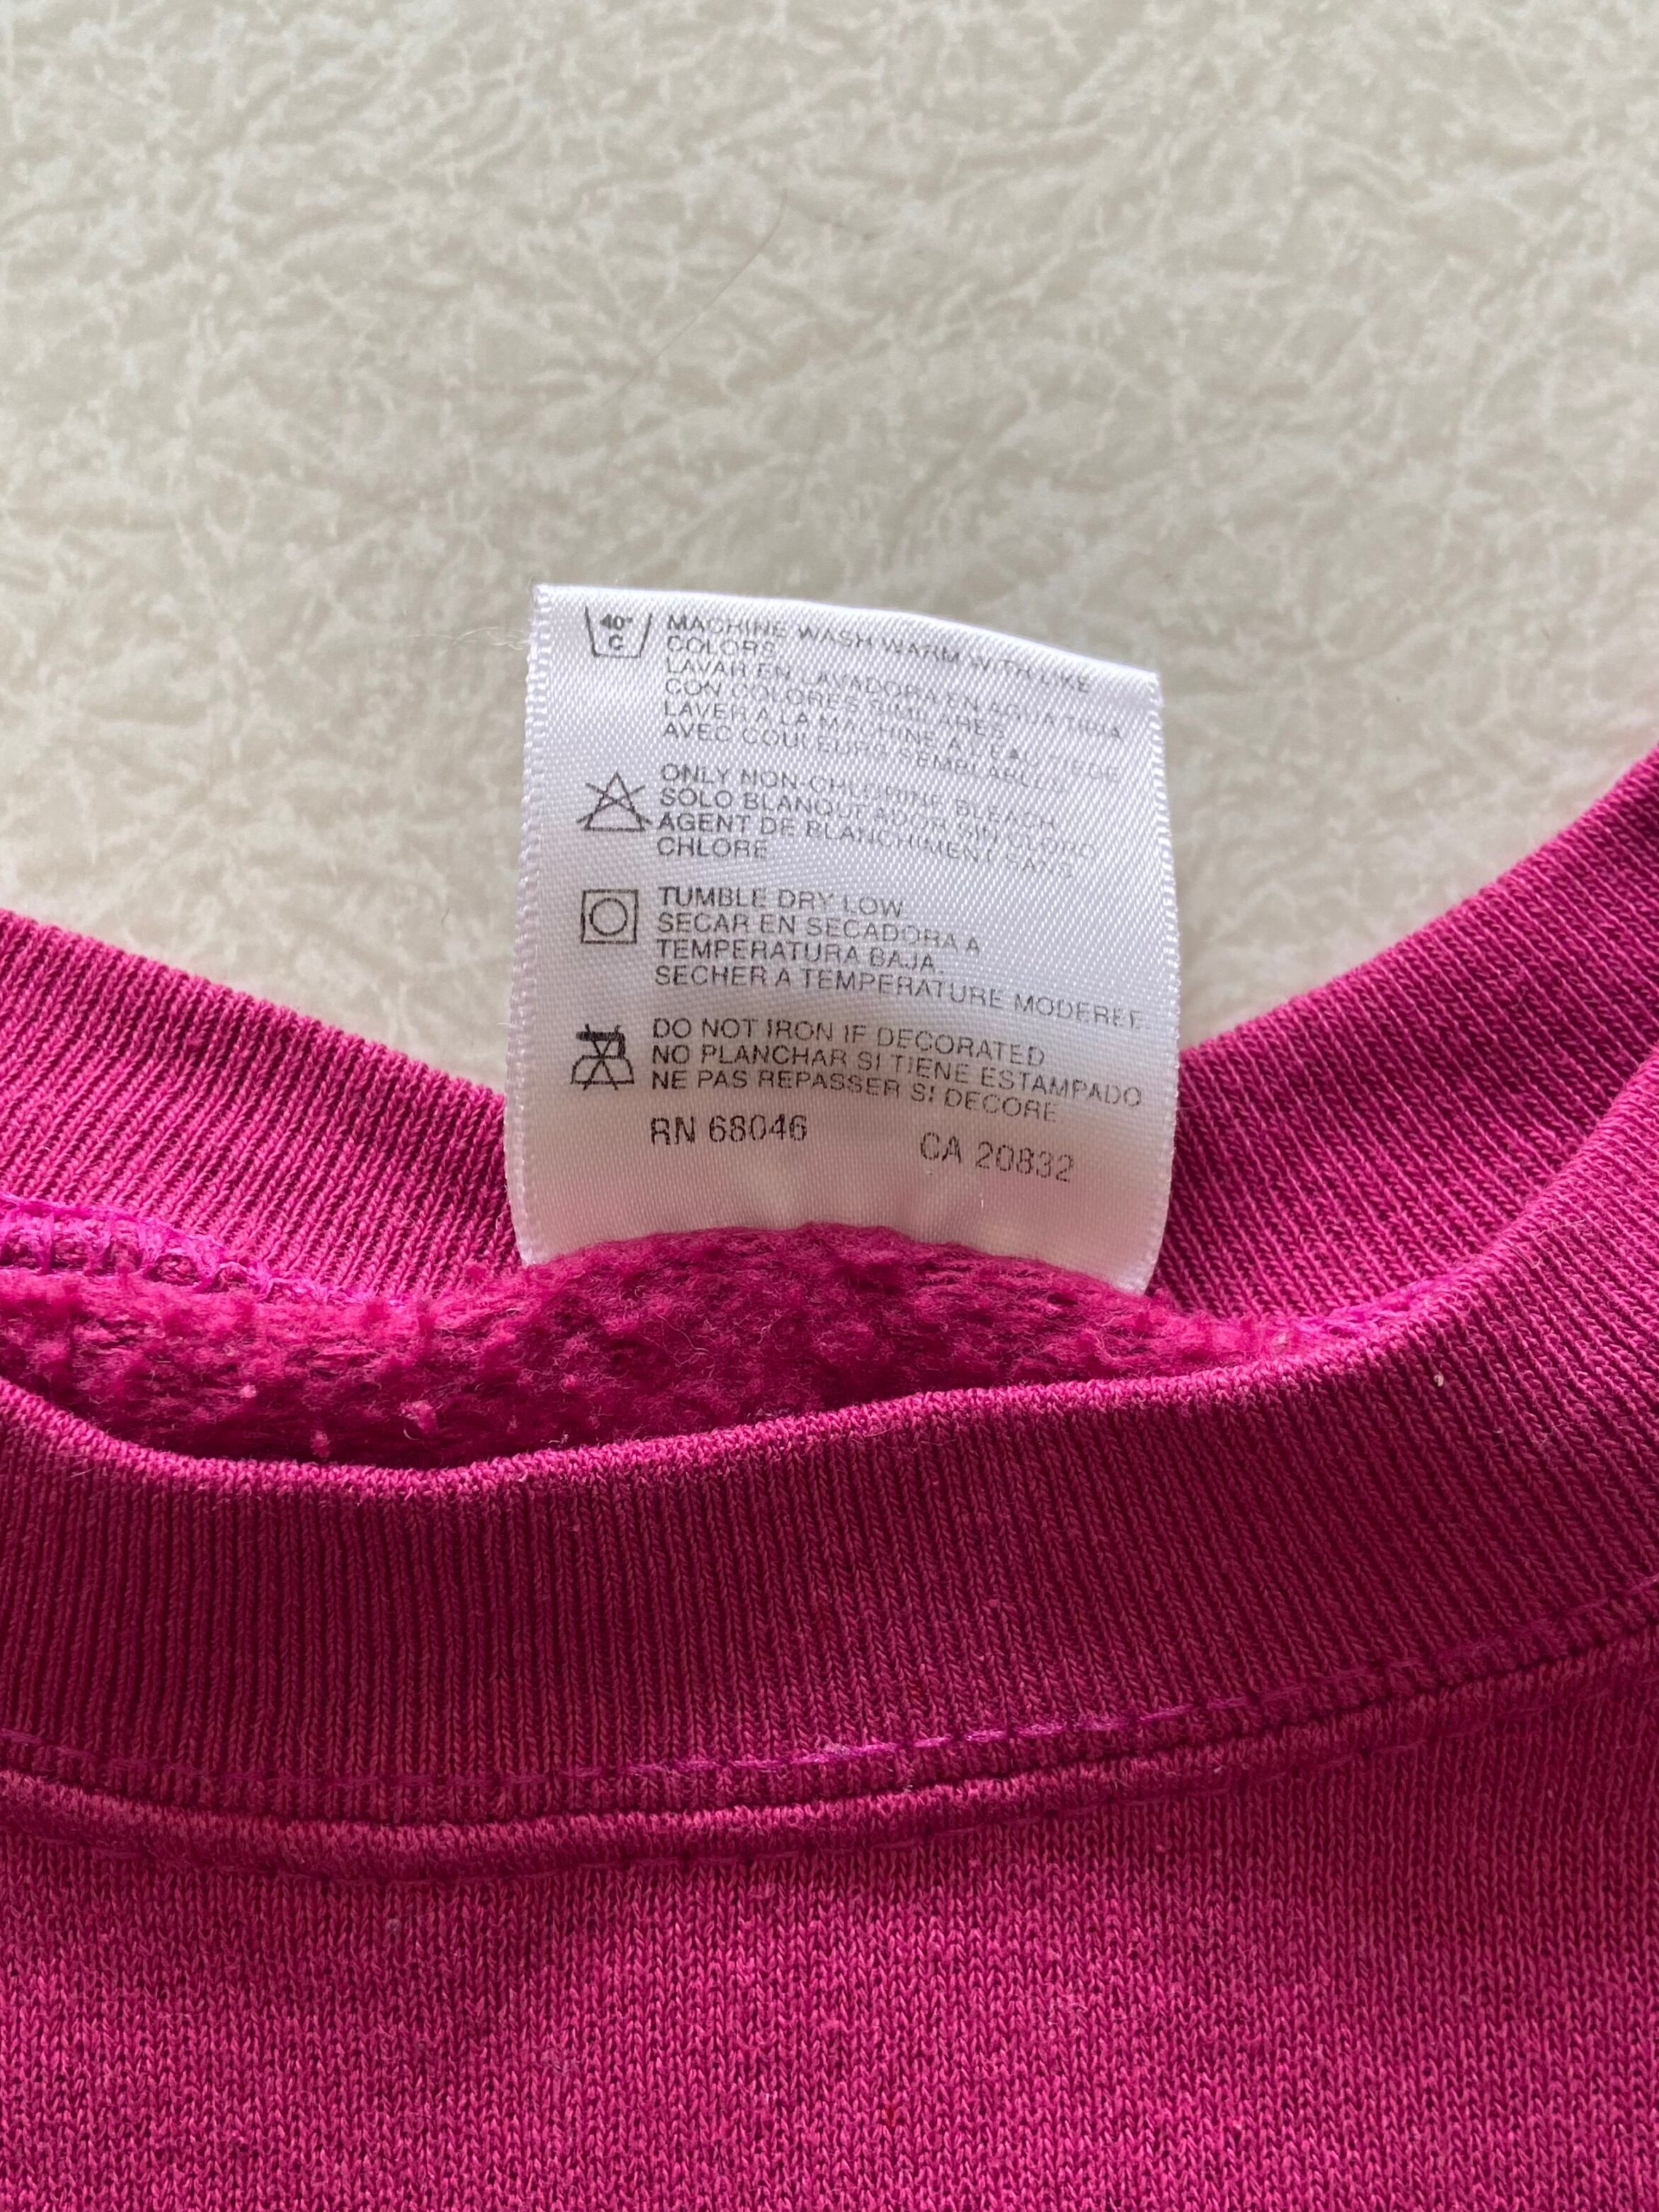 40°
C
MACHINE WASH WARM WITH LIKE
COLORS
LAVAR EN LAVADORA EN AGUA TIBIA
CON COLORES SIMILARES
LAVER A LA MACHINE A L'EAU TIEDE
AVEC COULEURS SEMBLABLES
ONLY NON-CHLORINE BLEACH
SOLO BLANQUEADOR SIN CLORO
AGENT DE BLANCHIMENT SANS
CHLORE
TUMBLE DRY LOW
SECAR EN SECADORA A
TEMPERATURA BAJA.
SECHER A TEMPERATURE MODEREE
DO NOT IRON IF DECORATED
NO PLANCHAR SI TIENE ESTAMPADO
NE PAS REPASSER SI DECORE
RN 68046 CA 20832